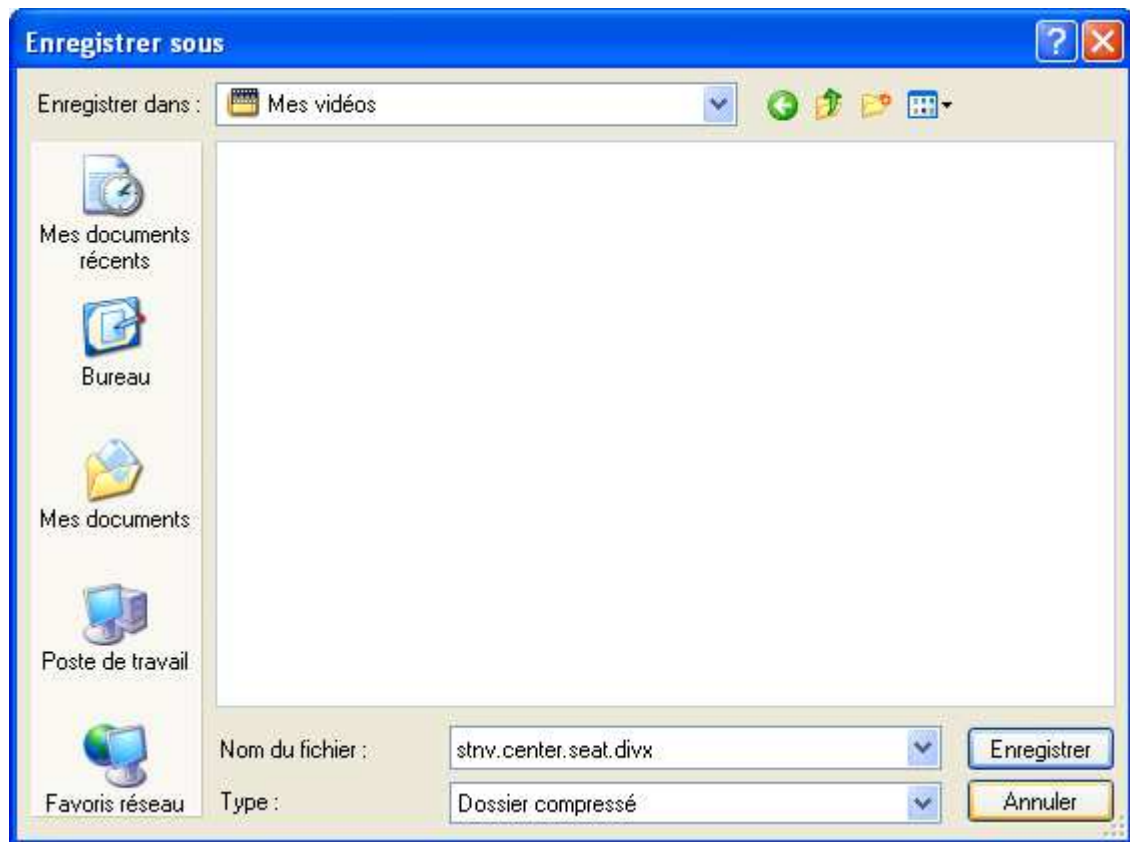 Enregistrer sous
Enregistrer dans :
Mes vidéos
Mes documents
récents
Bureau
Mes documents
Poste de travail
Favoris réseau
Nom du fichier :
stnv.center.seat.divx
Enregistrer
Type :
Dossier compressé
Annuler